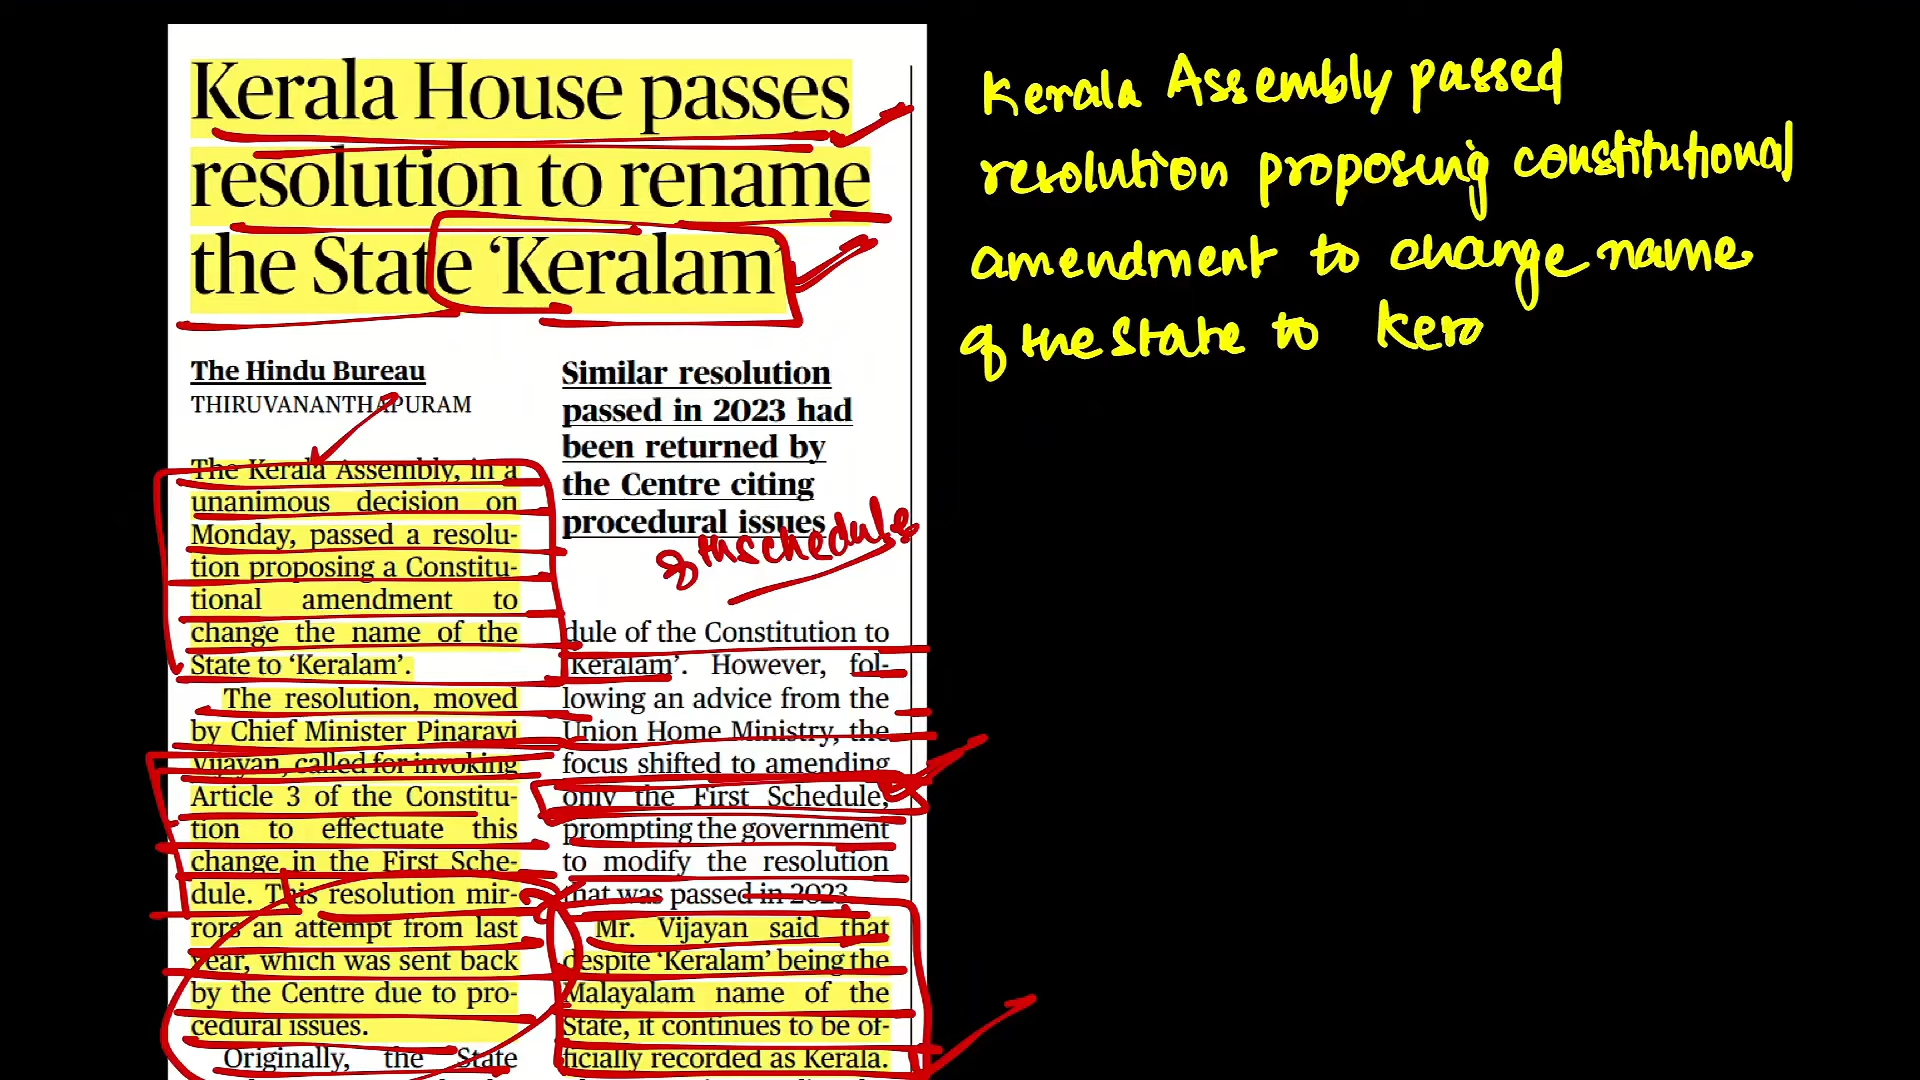 Kerala House passes
resolution to rename
the State ‘Keralam’
The Hindu Bureau
THIRUVANANTHAPURAM
The Kerala Assembly, in a
unanimous decision on
Monday, passed a resolu-
tion proposing a Constitu-
tional amendment to
change the name of the
State to ‘Keralam’.
The resolution, moved
by Chief Minister Pinarayi
Vijayan, called for invoking
Article 3 of the Constitu-
tion to effectuate this
change in the First Sche-
dule. This resolution mir-
rors an attempt from last
year, which was sent back
by the Centre due to pro-
cedural issues.
Originally, the State
Similar resolution
passed in 2023 had
been returned by
the Centre citing
procedural issues
8thschedule
dule of the Constitution to
‘Keralam’. However, fol-
lowing an advice from the
Union Home Ministry, the
focus shifted to amending
only the First Schedule,
prompting the government
to modify the resolution
that was passed in 2023.
Mr. Vijayan said that
despite ‘Keralam’ being the
Malayalam name of the
State, it continues to be of-
ficially recorded as Kerala.
Kerala Assembly passed
resolution proposing constitutional
amendment to change name
of the State to Kera